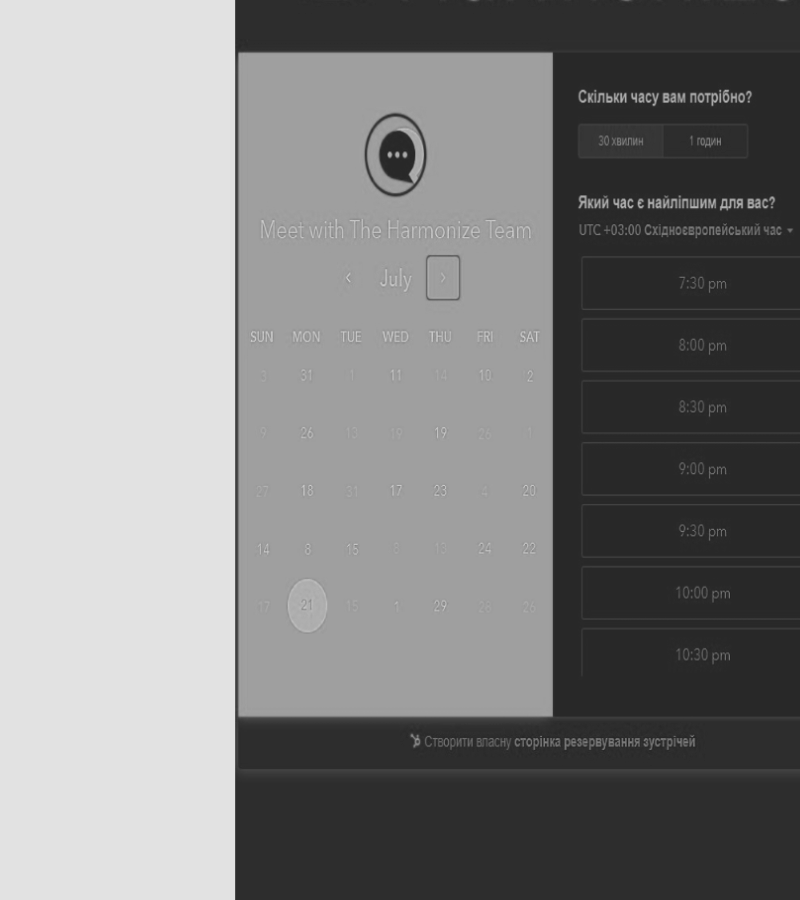 Meet with The Harmonize Team
July
SUN MON TUE WED THU FRI SAT
3 31 1 11 14 10 2
9 26 13 19 19 26 1
27 18 31 17 23 4 20
14 8 15 13 24 22
17 21 15 1 29 26
Скільки часу вам потрібно?
30 хвилин 1 годин
Який час є найліпшим для вас?
UTC +03:00 Східноєвропейський час
7:30 pm
8:00 pm
8:30 pm
9:00 pm
9:30 pm
10:00 pm
10:30 pm
Створити власну сторінка резервування зустрічей